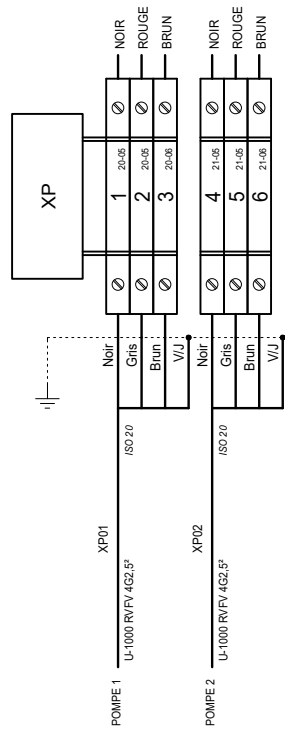 XP
1 20-05 NOIR
2 20-05 ROUGE
3 20-06 BRUN
4 21-05 NOIR
5 21-05 ROUGE
6 21-06 BRUN
Noir
Gris
Brun
V/J
Noir
Gris
Brun
V/J
ISO 20
ISO 20
XP01
POMPE 1 U-1000 RVFV 4G2,5²
XP02
POMPE 2 U-1000 RVFV 4G2,5²